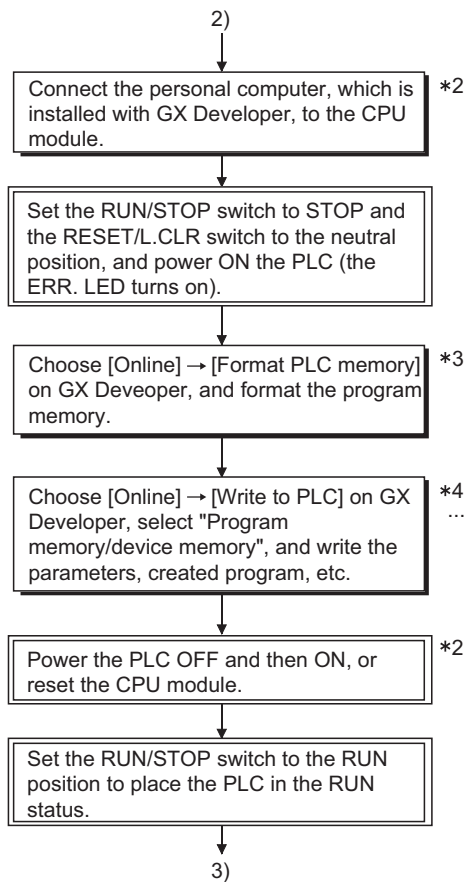 2)
Connect the personal computer, which is
installed with GX Developer, to the CPU
module.
*2
Set the RUN/STOP switch to STOP and
the RESET/L.CLR switch to the neutral
position, and power ON the PLC (the
ERR. LED turns on).
Choose [Online] → [Format PLC memory]
on GX Deveoper, and format the program
memory.
*3
Choose [Online] → [Write to PLC] on GX
Developer, select "Program
memory/device memory", and write the
parameters, created program, etc.
*4
...
Power the PLC OFF and then ON, or
reset the CPU module.
*2
Set the RUN/STOP switch to the RUN
position to place the PLC in the RUN
status.
3)